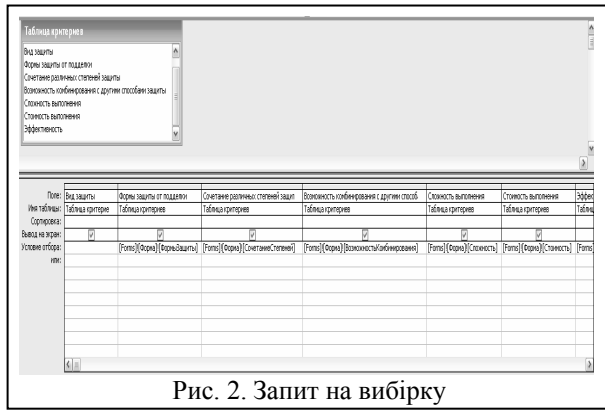 Таблица критериев
Вид защиты
Формы защиты от подделки
Сочетание различных степеней защиты
Возможность комбинирования с другими способами защиты
Сложность выполнения
Стоимость выполнения
Эффективность
Поле: Вид защиты Формы защиты от подделки Сочетание различных степеней защит Возможность комбинирования с другими способ Сложность выполнения Стоимость выполнения Эффек
Имя таблицы: Таблица критерие Таблица критериев Таблица критериев Таблица критериев Таблица критериев Таблица критериев Таблиц
Сортировка:
Вывод на экран:
Условие отбора: [Forms]![Форма]![ФормыЗащиты] [Forms]![Форма]![СочетаниеСтепеней] [Forms]![Форма]![ВозможностьКомбинирования] [Forms]![Форма]![Сложность] [Forms]![Форма]![Стоимость] [Forms]
или:
Рис. 2. Запит на вибірку